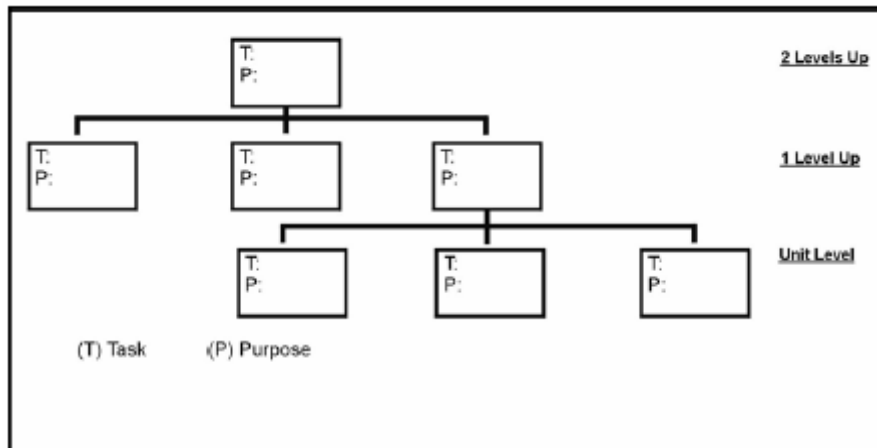 T:
P:
2 Levels Up
T:
P:
T:
P:
T:
P:
1 Level Up
T:
P:
T:
P:
T:
P:
Unit Level
(T) Task
(P) Purpose